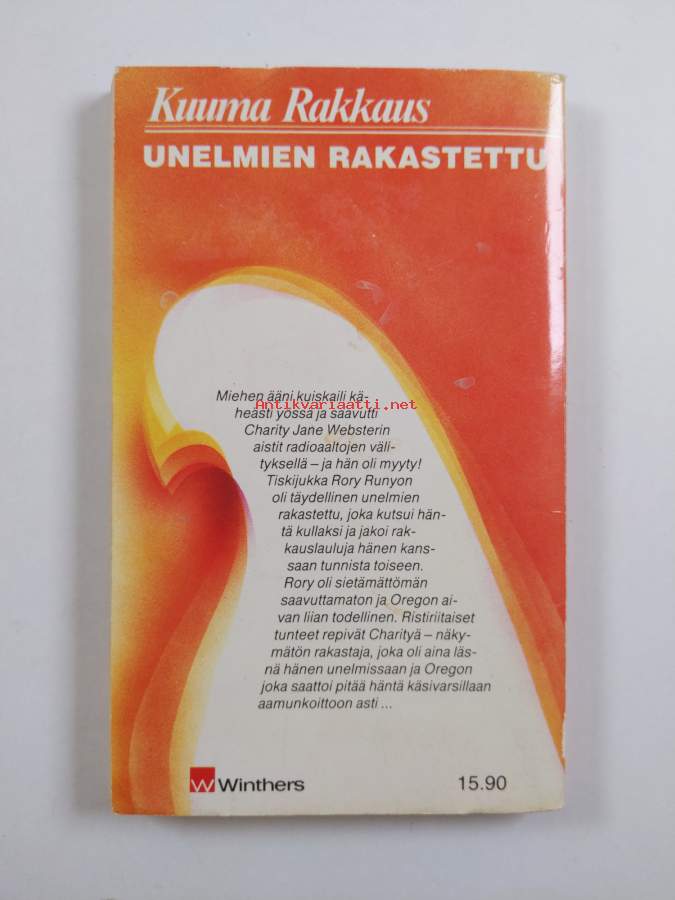 Kuuma Rakkaus
UNELMIEN RAKASTETTU
Miehen ääni kuiskaili kä-
heästi yössä ja saavutti
Antikvariaatti.net
Charity Jane Websterin
aistit radioaaltojen väli-
tyksellä – ja hän oli myyty!
Tiskijukka Rory Runyon
oli täydellinen unelmien
rakastettu, joka kutsui hän-
tä kullaksi ja jakoi rak-
kauslauluja hänen kans-
saan tunnista toiseen.
Rory oli sietämättömän
saavuttamaton ja Oregon ai-
van liian todellinen. Ristiriitaiset
tunteet repivät Charityä – näky-
mätön rakastaja, joka oli aina läs-
nä hänen unelmissaan ja Oregon
joka saattoi pitää häntä käsivarsillaan
aamunkoittoon asti ...
W Winthers
15.90